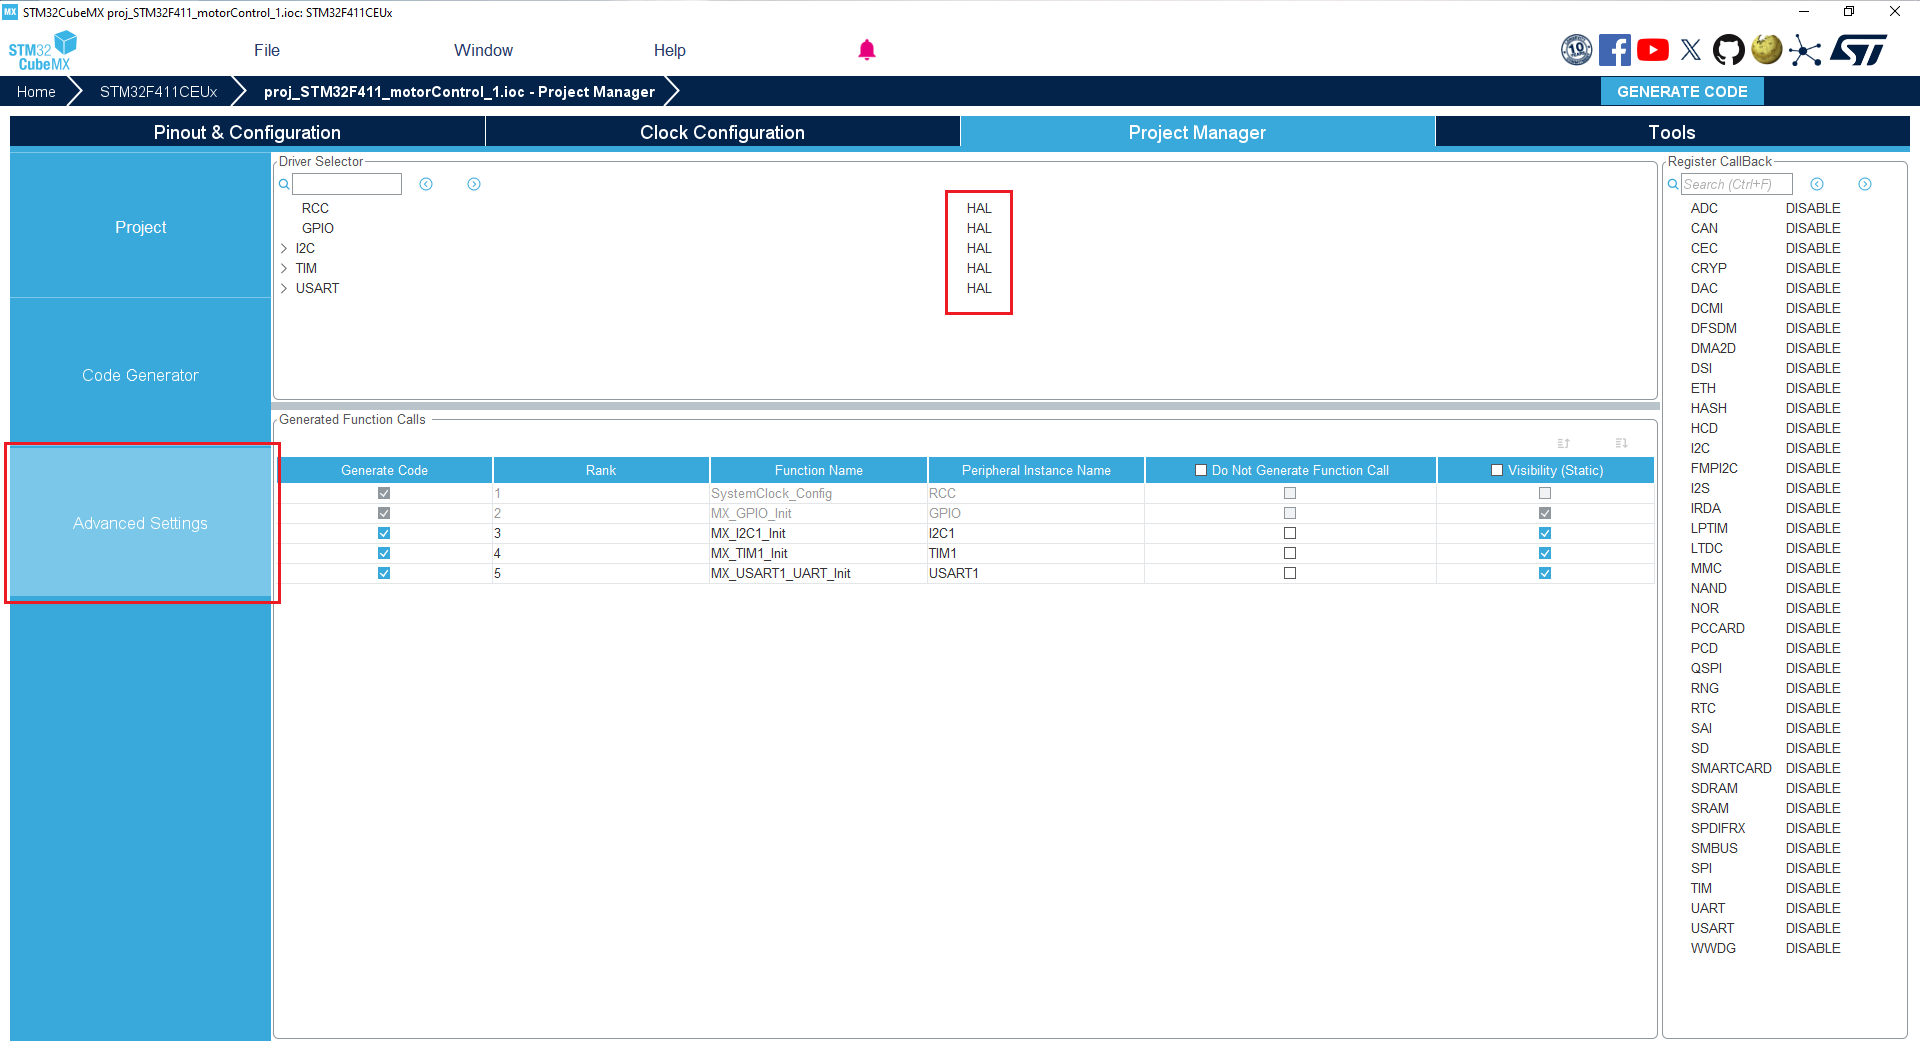 MX STM32CubeMX proj_STM32F411_motorControl_1.ioc: STM32F411CEUx
STM32
CubeMX
File Window Help
10
Home STM32F411CEUx proj_STM32F411_motorControl_1.ioc - Project Manager GENERATE CODE
Pinout & Configuration Clock Configuration Project Manager Tools
Project
Code Generator
Advanced Settings
Driver Selector
RCC HAL
GPIO HAL
I2C HAL
TIM HAL
USART HAL
Generated Function Calls
Generate Code Rank Function Name Peripheral Instance Name Do Not Generate Function Call Visibility (Static)
1 SystemClock_Config RCC
2 MX_GPIO_Init GPIO
3 MX_I2C1_Init I2C1
4 MX_TIM1_Init TIM1
5 MX_USART1_UART_Init USART1
Register CallBack
Search (Ctrl+F)
ADC DISABLE
CAN DISABLE
CEC DISABLE
CRYP DISABLE
DAC DISABLE
DCMI DISABLE
DFSDM DISABLE
DMA2D DISABLE
DSI DISABLE
ETH DISABLE
HASH DISABLE
HCD DISABLE
I2C DISABLE
FMPI2C DISABLE
I2S DISABLE
IRDA DISABLE
LPTIM DISABLE
LTDC DISABLE
MMC DISABLE
NAND DISABLE
NOR DISABLE
PCCARD DISABLE
PCD DISABLE
QSPI DISABLE
RNG DISABLE
RTC DISABLE
SAI DISABLE
SD DISABLE
SMARTCARD DISABLE
SDRAM DISABLE
SRAM DISABLE
SPDIFRX DISABLE
SMBUS DISABLE
SPI DISABLE
TIM DISABLE
UART DISABLE
USART DISABLE
WWDG DISABLE